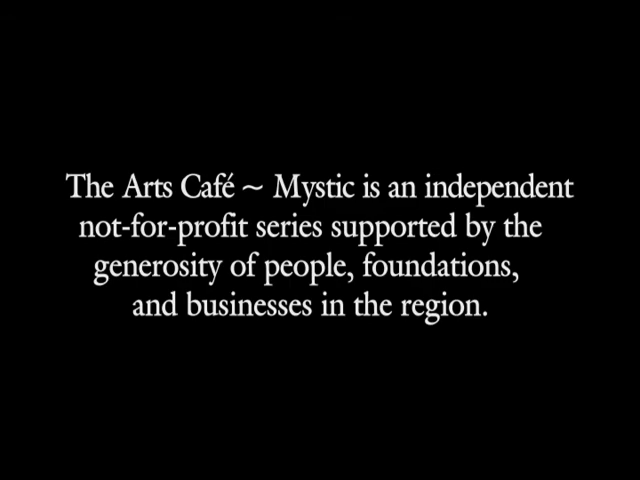 The Arts Café ~ Mystic is an independent
not-for-profit series supported by the
generosity of people, foundations,
and businesses in the region.